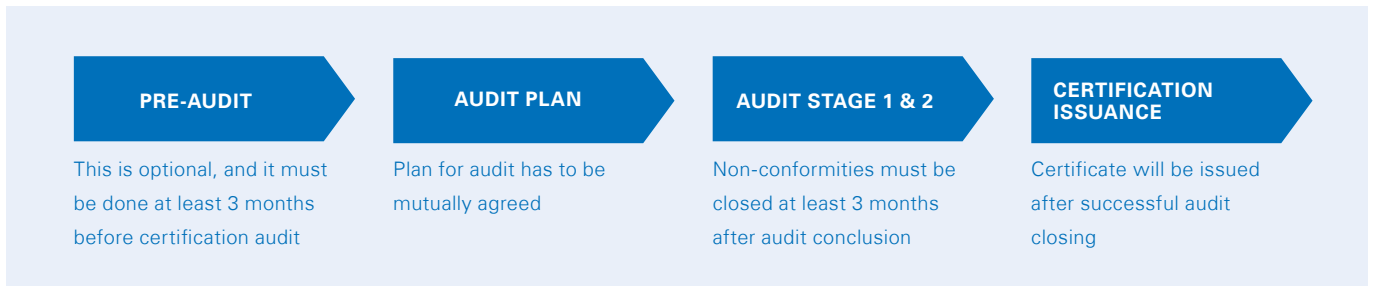 PRE-AUDIT
This is optional, and it must
be done at least 3 months
before certification audit
AUDIT PLAN
Plan for audit has to be
mutually agreed
AUDIT STAGE 1 & 2
Non-conformities must be
closed at least 3 months
after audit conclusion
CERTIFICATION
ISSUANCE
Certificate will be issued
after successful audit
closing